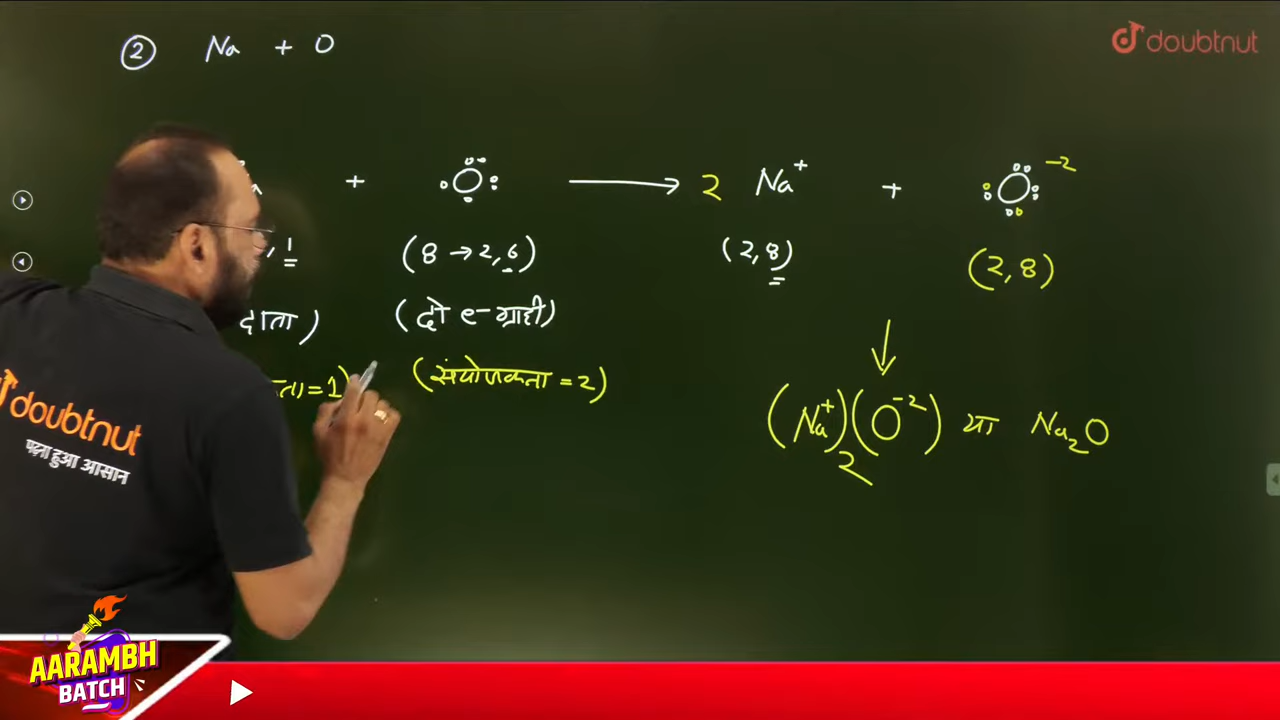 ② Na + O
doubtnut
+ O ⟶ 2 Na⁺ + O⁻²
, 1 (8 → 2, 6) (2, 8) (2, 8)
दाता) (दो e- ग्राही)
ता = 1) (संयोजकता = 2)
(Na⁺)₂(O⁻²) या Na₂O
doubtnut
पढ़ना हुआ आसान
AARAMBH
BATCH